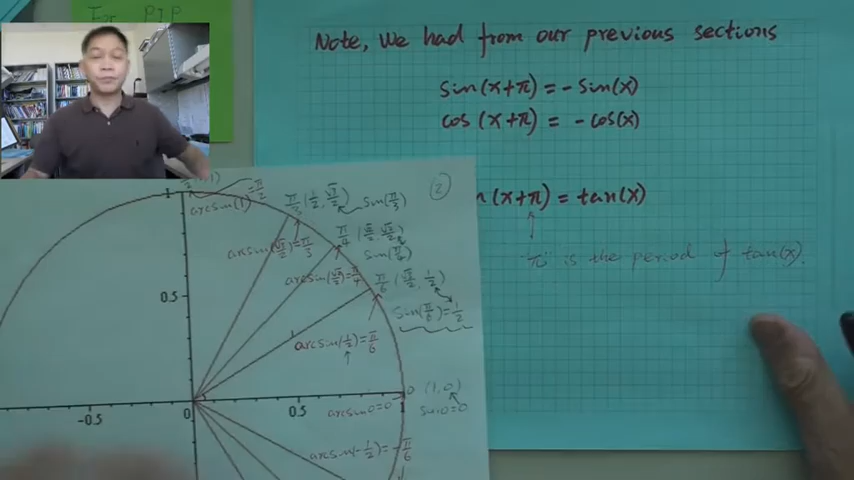 For PIP
Note, We had from our previous sections
sin(x+π) = -sin(x)
cos(x+π) = -cos(x)
n(x+π) = tan(x)
"π" is the period of tan(x).
②
1
π/2
arcsin(1)
π/3 (1/2, √3/2) sin(π/3)
arcsin(√3/2) = π/3
π/4 (√2/2, √2/2)
sin(π/4)
arcsin(√2/2) = π/4
π/6 (√3/2, 1/2)
sin(π/6) = 1/2
arcsin(1/2) = π/6
0.5
0 (1, 0)
arcsin 0 = 0 sin 0 = 0
-0.5 0 0.5 1
arcsin(-1/2) = -π/6